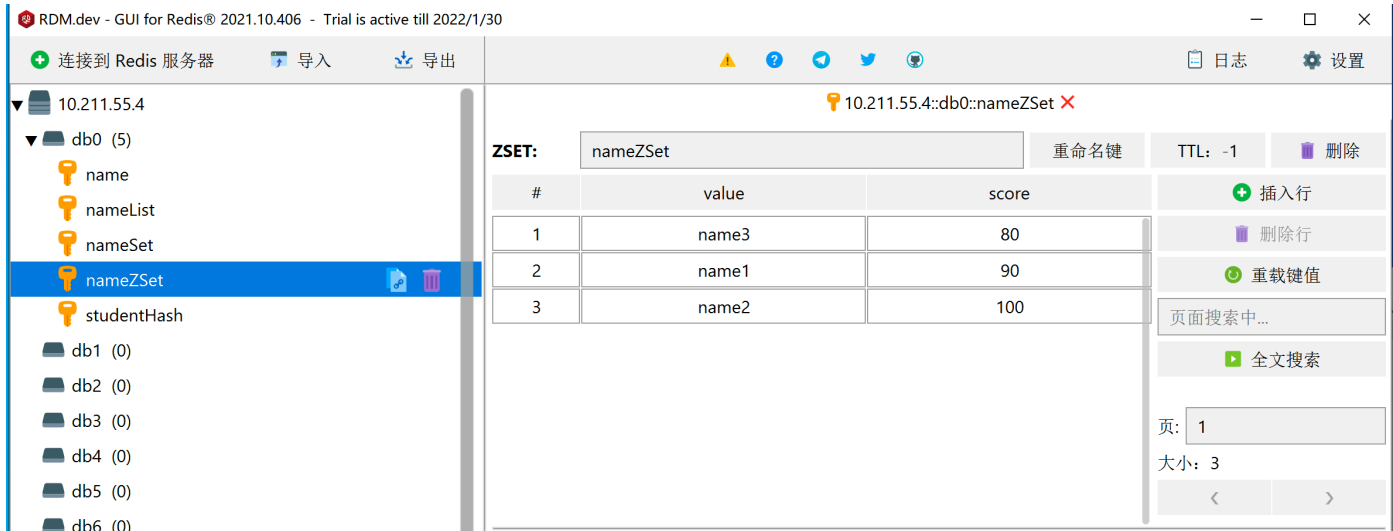 RDM.dev - GUI for Redis® 2021.10.406 - Trial is active till 2022/1/30
连接到 Redis 服务器 导入 导出 日志 设置
10.211.55.4
db0 (5)
name
nameList
nameSet
nameZSet
studentHash
db1 (0)
db2 (0)
db3 (0)
db4 (0)
db5 (0)
db6 (0)
10.211.55.4::db0::nameZSet
ZSET: nameZSet 重命名键 TTL: -1 删除
# value score
1 name3 80
2 name1 90
3 name2 100
插入行
删除行
重载键值
页面搜索中...
全文搜索
页: 1
大小: 3